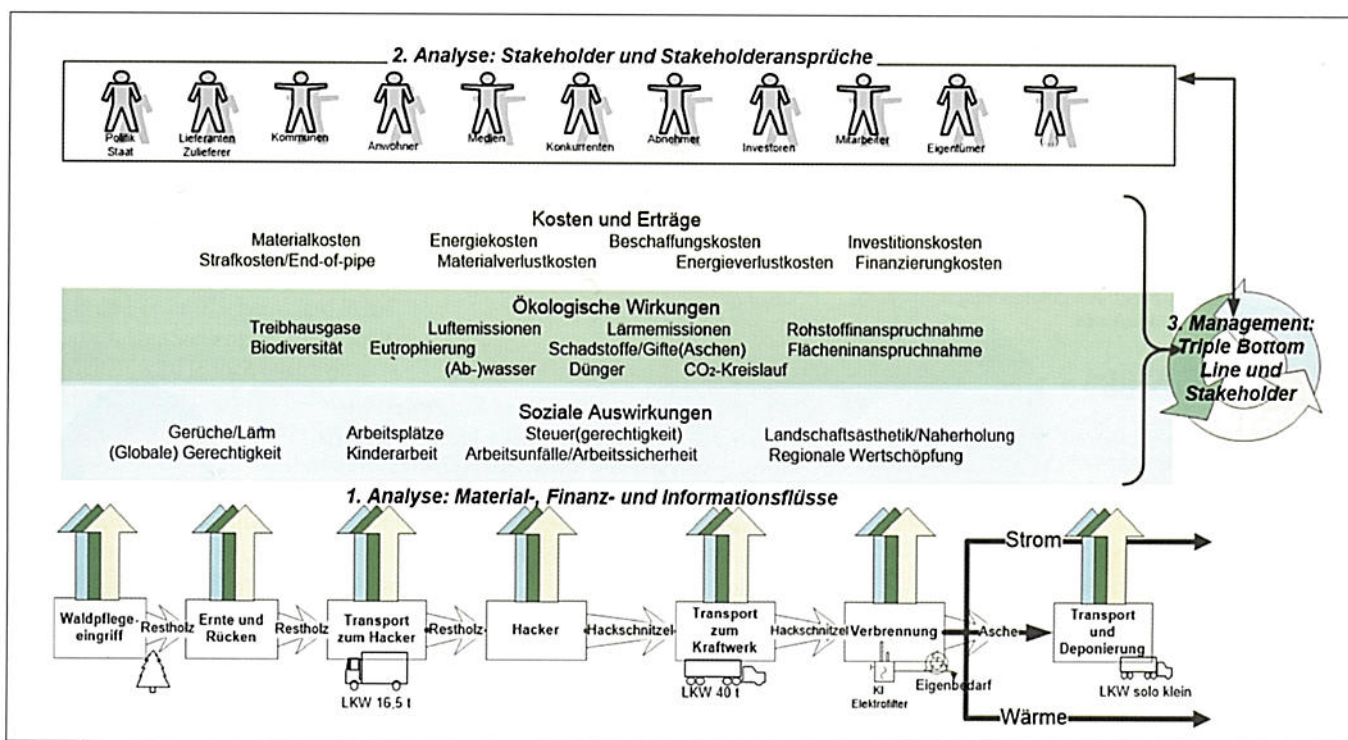 2. Analyse: Stakeholder und Stakeholderansprüche
Politik
Staat
Lieferanten
Zulieferer
Kommunen
Anwohner
Medien
Konkurrenten
Abnehmer
Investoren
Mitarbeiter
Eigentümer
(...)
Kosten und Erträge
Materialkosten Energiekosten Beschaffungskosten Investitionskosten
Strafkosten/End-of-pipe Materialverlustkosten Energieverlustkosten Finanzierungkosten
Ökologische Wirkungen
Treibhausgase Luftemissionen Lärmemissionen Rohstoffinanspruchnahme
Biodiversität Eutrophierung Schadstoffe/Gifte(Aschen) Flächeninanspruchnahme
(Ab-)wasser Dünger CO₂-Kreislauf
3. Management:
Triple Bottom
Line und
Stakeholder
Soziale Auswirkungen
Gerüche/Lärm Arbeitsplätze Steuer(gerechtigkeit) Landschaftsästhetik/Naherholung
(Globale) Gerechtigkeit Kinderarbeit Arbeitsunfälle/Arbeitssicherheit Regionale Wertschöpfung
1. Analyse: Material-, Finanz- und Informationsflüsse
Strom
Waldpflege-
eingriff
Restholz
Ernte und
Rücken
Restholz
Transport
zum Hacker
Restholz
Hacker
Hackschnitzel
Transport
zum
Kraftwerk
Hackschnitzel
Verbrennung
Asche
Transport
und
Deponierung
LKW 16,5 t
LKW 40 t
Kl
Elektrofilter
Eigenbedarf
LKW solo klein
Wärme